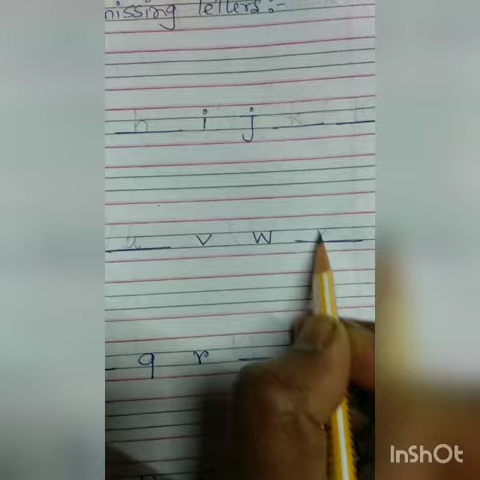 missing letters:-
h i j k
u v w
q r
InShOt